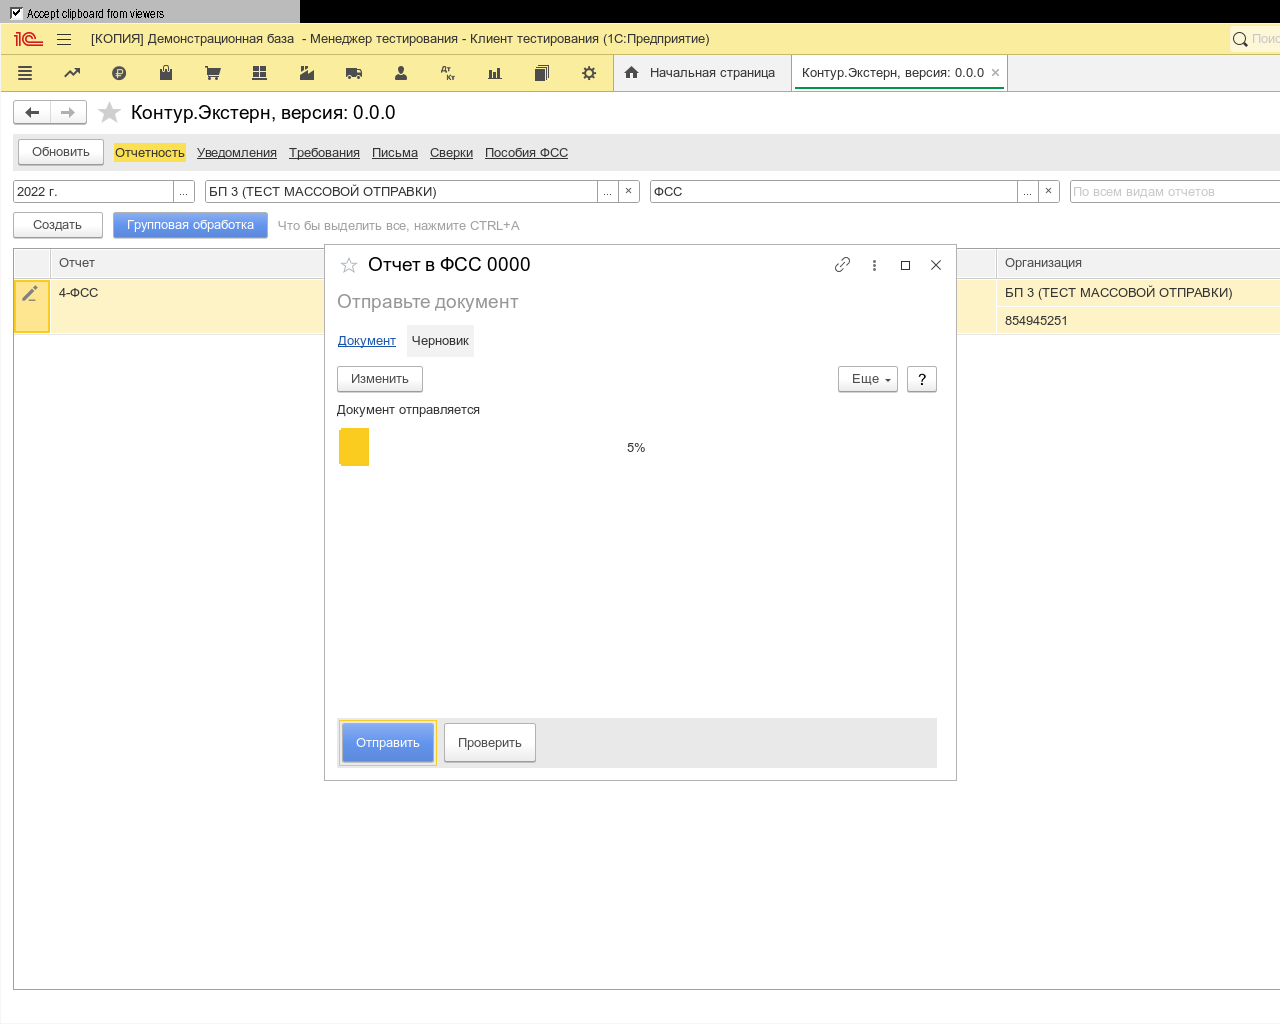 Accept clipboard from viewers
[КОПИЯ] Демонстрационная база - Менеджер тестирования - Клиент тестирования (1С:Предприятие)
Дт Кт
Начальная страница
Контур.Экстерн, версия: 0.0.0
Контур.Экстерн, версия: 0.0.0
Обновить Отчетность Уведомления Требования Письма Сверки Пособия ФСС
2022 г. ... БП 3 (ТЕСТ МАССОВОЙ ОТПРАВКИ) ... × ФСС ... × По всем видам отчетов
Создать Групповая обработка Что бы выделить все, нажмите CTRL+A
Отчет Организация
4-ФСС БП 3 (ТЕСТ МАССОВОЙ ОТПРАВКИ)
854945251
Отчет в ФСС 0000
Отправьте документ
Документ Черновик
Изменить Еще ?
Документ отправляется
5%
Отправить Проверить